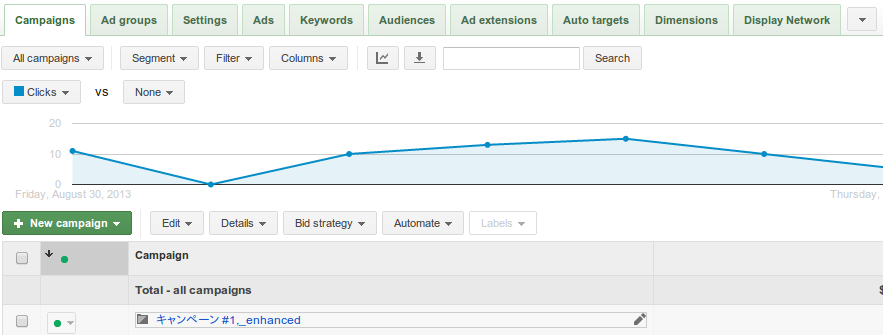 Campaigns Ad groups Settings Ads Keywords Audiences Ad extensions Auto targets Dimensions Display Network
All campaigns Segment Filter Columns Search
Clicks vs None
20
10
0
Friday, August 30, 2013 Thursday,
+ New campaign Edit Details Bid strategy Automate Labels
Campaign
Total - all campaigns $
キャンペーン #1,_enhanced